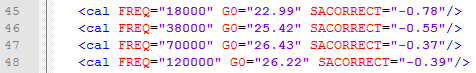 45 <cal FREQ="18000" G0="22.99" SACORRECT="-0.78"/>
46 <cal FREQ="38000" G0="25.42" SACORRECT="-0.55"/>
47 <cal FREQ="70000" G0="26.43" SACORRECT="-0.37"/>
48 <cal FREQ="120000" G0="26.22" SACORRECT="-0.39"/>